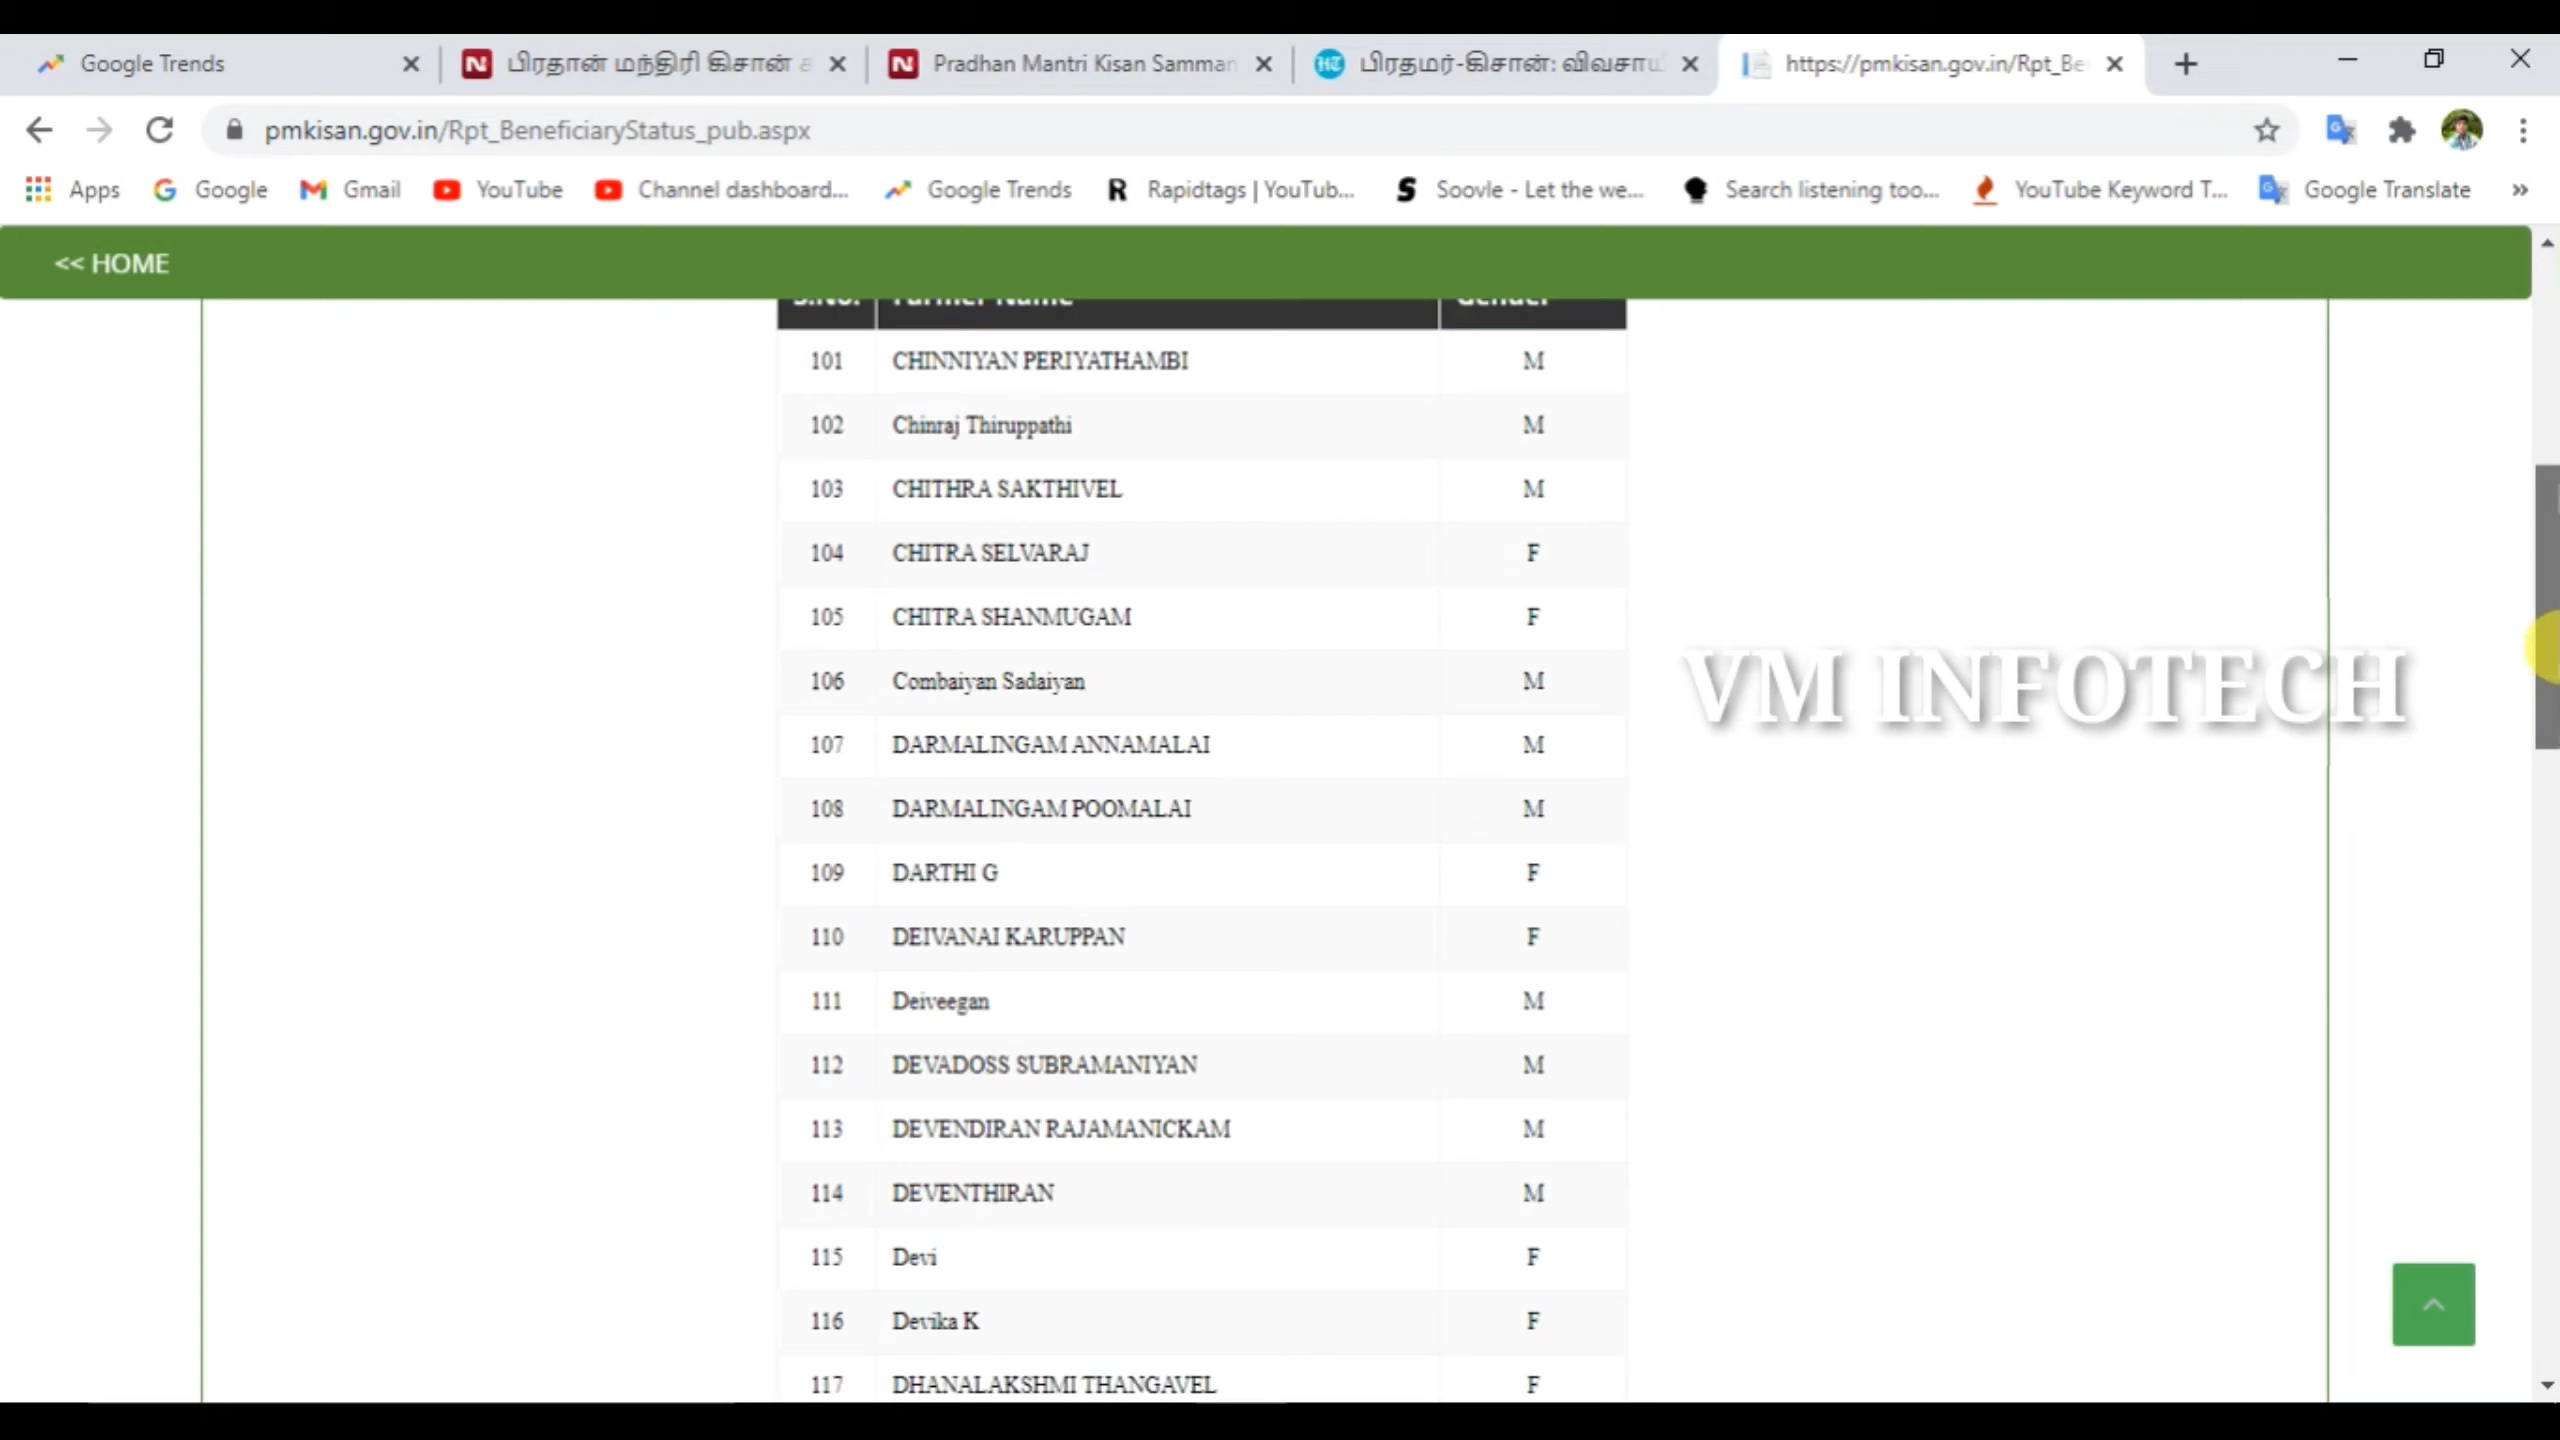 Google Trends
பிரதான் மந்திரி கிசான் ச
Pradhan Mantri Kisan Samman
பிரதமர்-கிசான்: விவசாயி
https://pmkisan.gov.in/Rpt_Be
pmkisan.gov.in/Rpt_BeneficiaryStatus_pub.aspx
Apps Google Gmail YouTube Channel dashboard... Google Trends Rapidtags | YouTub... Soovle - Let the we... Search listening too... YouTube Keyword T... Google Translate »
<< HOME
S.No. Farmer Name Gender
101 CHINNIYAN PERIYATHAMBI M
102 Chinraj Thiruppathi M
103 CHITHRA SAKTHIVEL M
104 CHITRA SELVARAJ F
105 CHITRA SHANMUGAM F
106 Combaiyan Sadaiyan M
107 DARMALINGAM ANNAMALAI M
108 DARMALINGAM POOMALAI M
109 DARTHI G F
110 DEIVANAI KARUPPAN F
111 Deiveegan M
112 DEVADOSS SUBRAMANIYAN M
113 DEVENDIRAN RAJAMANICKAM M
114 DEVENTHIRAN M
115 Devi F
116 Devika K F
117 DHANALAKSHMI THANGAVEL F
VM INFOTECH